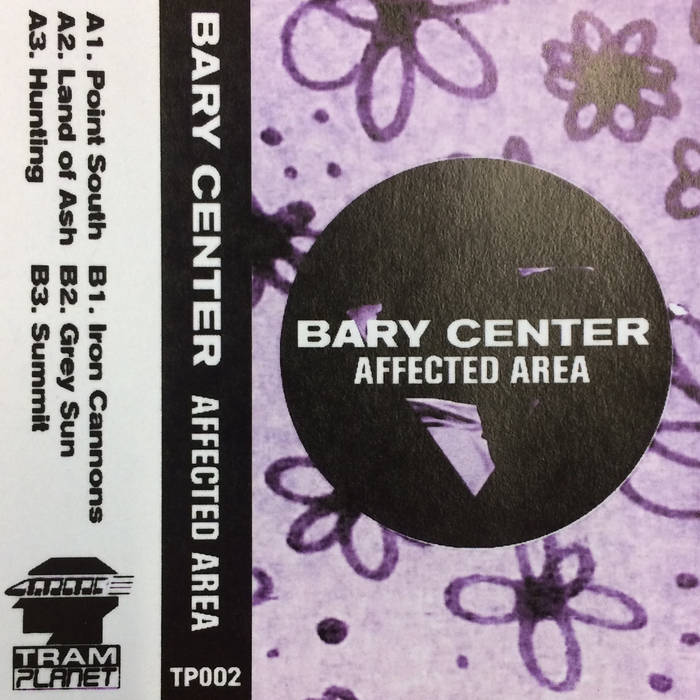 A1. Point South
A2. Land of Ash
A3. Hunting
B1. Iron Cannons
B2. Grey Sun
B3. Summit
TRAM
PLANET
BARY CENTER AFFECTED AREA
TP002
BARY CENTER
AFFECTED AREA